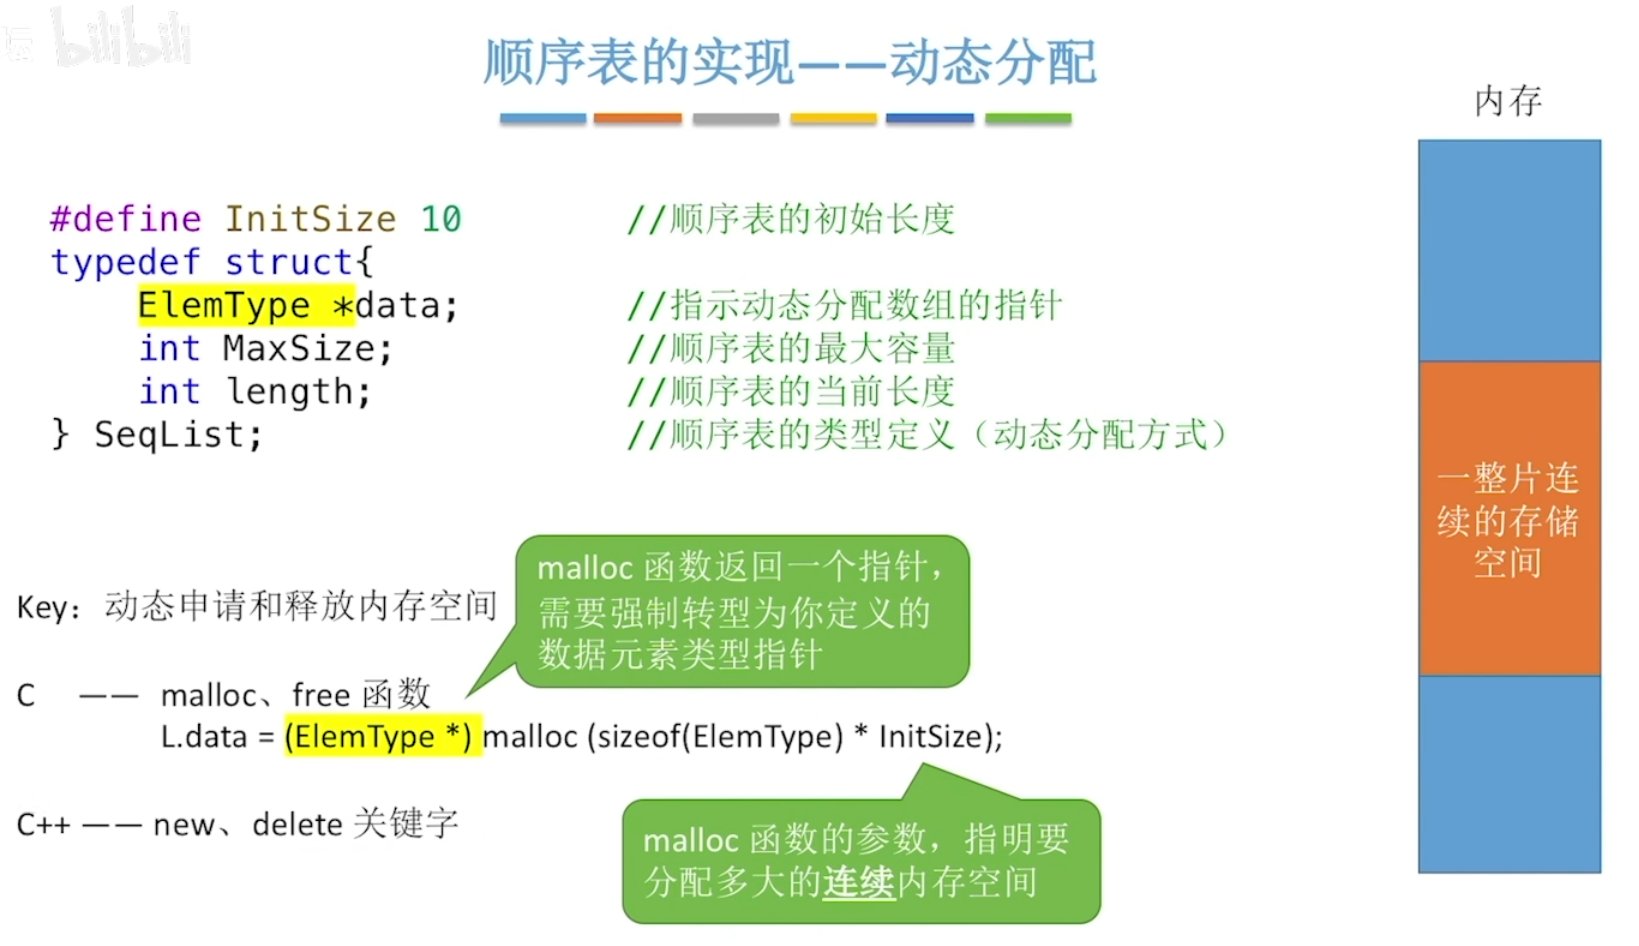 bilibili
顺序表的实现——动态分配
内存
#define InitSize 10 //顺序表的初始长度
typedef struct{
ElemType *data; //指示动态分配数组的指针
int MaxSize; //顺序表的最大容量
int length; //顺序表的当前长度
} SeqList; //顺序表的类型定义（动态分配方式）
一整片连
续的存储
空间
malloc 函数返回一个指针，
需要强制转型为你定义的
数据元素类型指针
Key：动态申请和释放内存空间
C —— malloc、free 函数
L.data = (ElemType *) malloc (sizeof(ElemType) * InitSize);
malloc 函数的参数，指明要
分配多大的连续内存空间
C++ —— new、delete 关键字